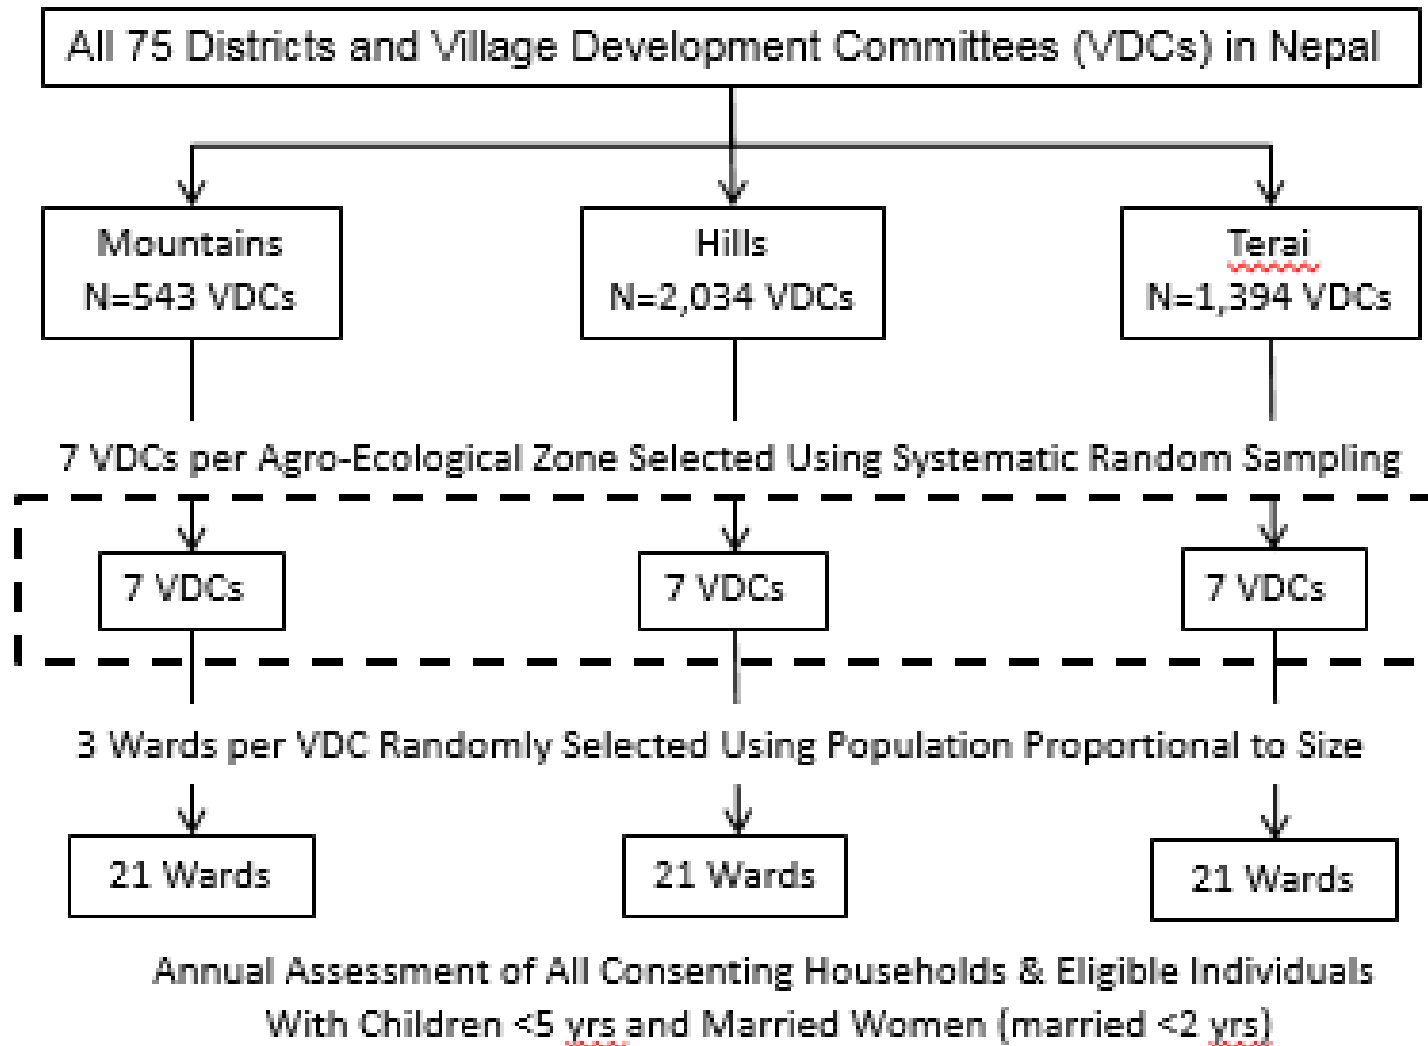 All 75 Districts and Village Development Committees (VDCs) in Nepal
Mountains
N=543 VDCs
Hills
N=2,034 VDCs
Terai
N=1,394 VDCs
7 VDCs per Agro-Ecological Zone Selected Using Systematic Random Sampling
7 VDCs
7 VDCs
7 VDCs
3 Wards per VDC Randomly Selected Using Population Proportional to Size
21 Wards
21 Wards
21 Wards
Annual Assessment of All Consenting Households & Eligible Individuals
With Children <5 yrs and Married Women (married <2 yrs)